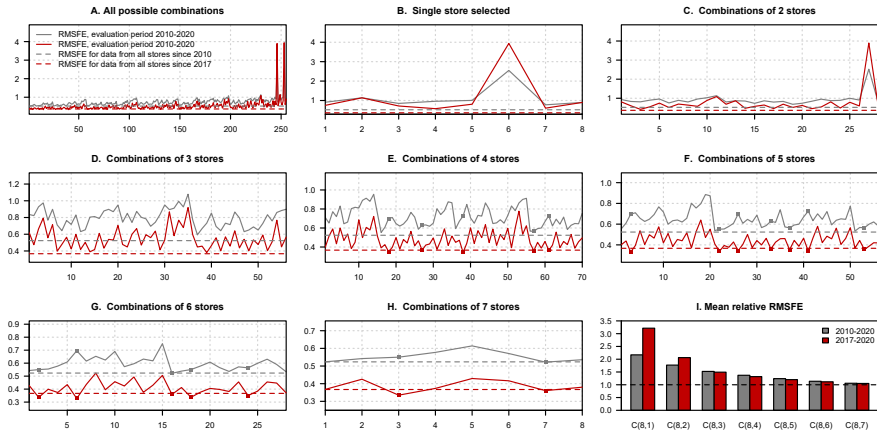 A. All possible combinations
RMSFE, evaluation period 2010-2020
RMSFE, evaluation period 2010-2020
RMSFE for data from all stores since 2010
RMSFE for data from all stores since 2017
4
3
2
1
50 100 150 200 250
B. Single store selected
4
3
2
1
1 2 3 4 5 6 7 8
C. Combinations of 2 stores
4
3
2
1
5 10 15 20 25
D. Combinations of 3 stores
1.2
1.0
0.8
0.6
0.4
10 20 30 40 50
E. Combinations of 4 stores
1.0
0.8
0.6
0.4
10 20 30 40 50 60 70
F. Combinations of 5 stores
1.0
0.8
0.6
0.4
10 20 30 40 50
G. Combinations of 6 stores
0.9
0.8
0.7
0.6
0.5
0.4
0.3
5 10 15 20 25
H. Combinations of 7 stores
0.7
0.6
0.5
0.4
0.3
1 2 3 4 5 6 7 8
I. Mean relative RMSFE
2010-2020
2017-2020
3.5
3.0
2.5
2.0
1.5
1.0
0.5
0.0
C(8,1) C(8,2) C(8,3) C(8,4) C(8,5) C(8,6) C(8,7)